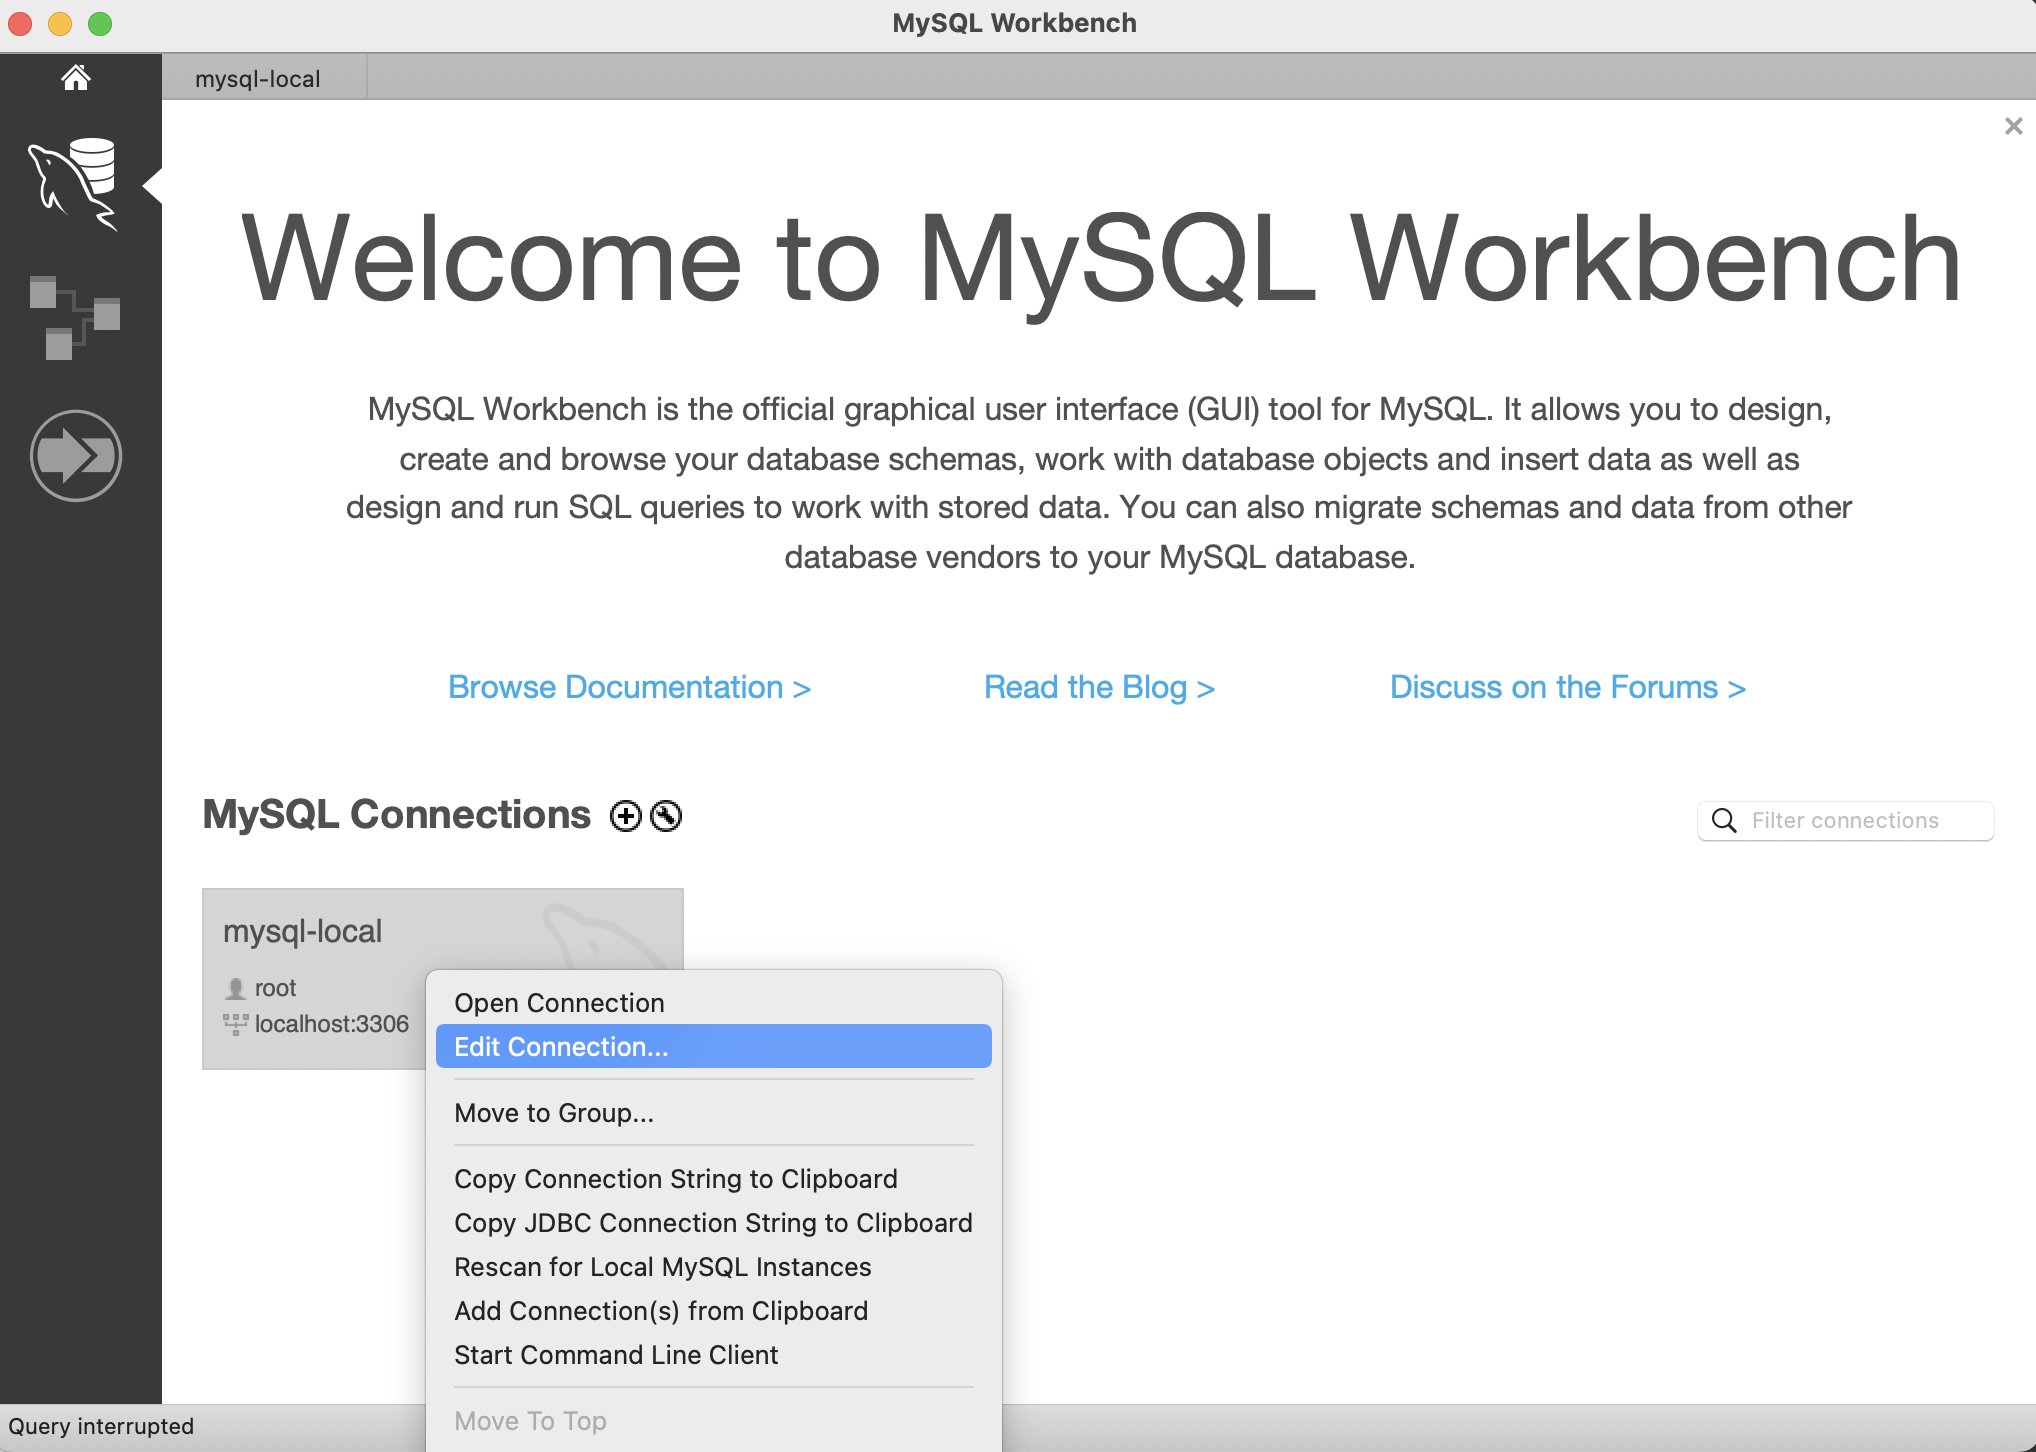 MySQL Workbench
mysql-local
Welcome to MySQL Workbench
MySQL Workbench is the official graphical user interface (GUI) tool for MySQL. It allows you to design,
create and browse your database schemas, work with database objects and insert data as well as
design and run SQL queries to work with stored data. You can also migrate schemas and data from other
database vendors to your MySQL database.
Browse Documentation >
Read the Blog >
Discuss on the Forums >
MySQL Connections
Filter connections
mysql-local
root
localhost:3306
Open Connection
Edit Connection...
Move to Group...
Copy Connection String to Clipboard
Copy JDBC Connection String to Clipboard
Rescan for Local MySQL Instances
Add Connection(s) from Clipboard
Start Command Line Client
Move To Top
Query interrupted